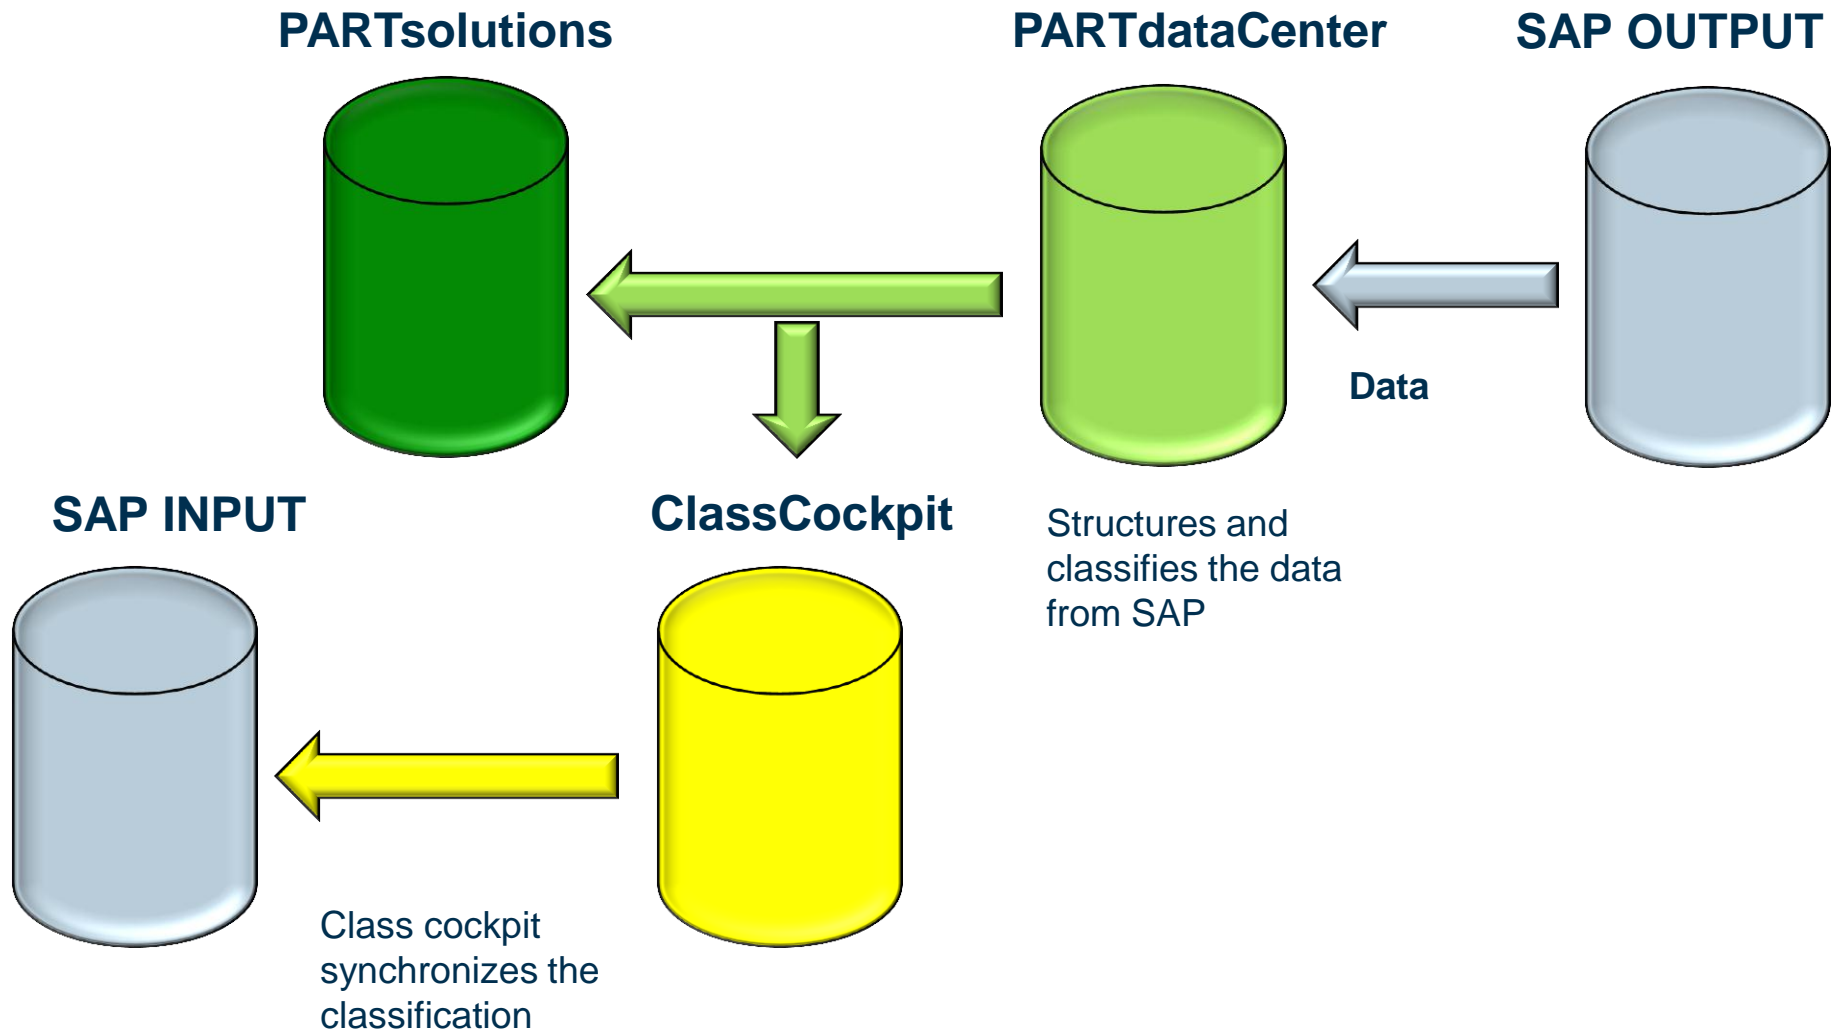 PARTsolutions
PARTdataCenter
SAP OUTPUT
Data
SAP INPUT
ClassCockpit
Structures and
classifies the data
from SAP
Class cockpit
synchronizes the
classification